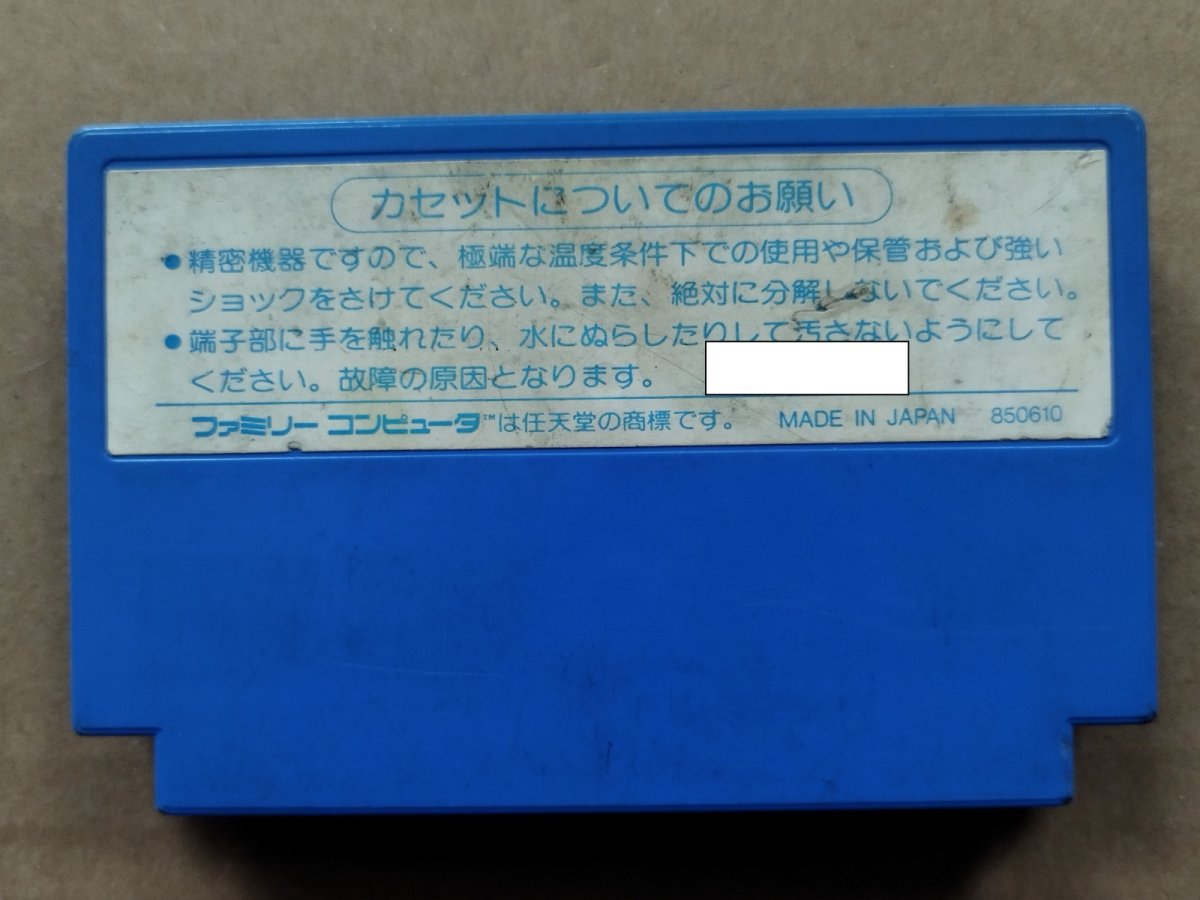 カセットについてのお願い
●精密機器ですので、極端な温度条件下での使用や保管および強い
ショックをさけてください。また、絶対に分解しないでください。
●端子部に手を触れたり、水にぬらしたりして汚さないようにして
ください。故障の原因となります。
ファミリー コンピュータ™は任天堂の商標です。 MADE IN JAPAN 850610